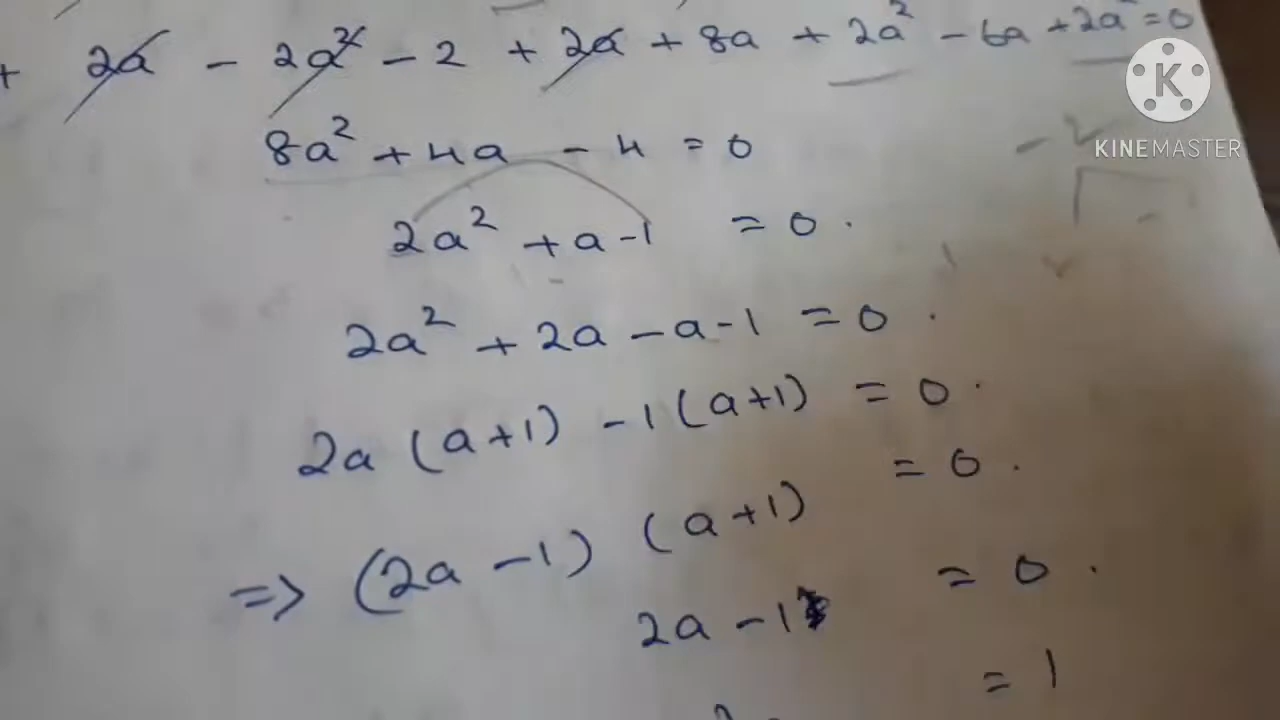 + 2a - 2a² - 2 + 2a + 8a + 2a² - 6a + 2a² = 0
K
KINEMASTER
8a² + 4a - 4 = 0
2a² + a - 1 = 0.
2a² + 2a - a - 1 = 0.
2a (a+1) - 1 (a+1) = 0.
=> (2a - 1) (a + 1) = 0.
2a - 1 = 0.
= 1